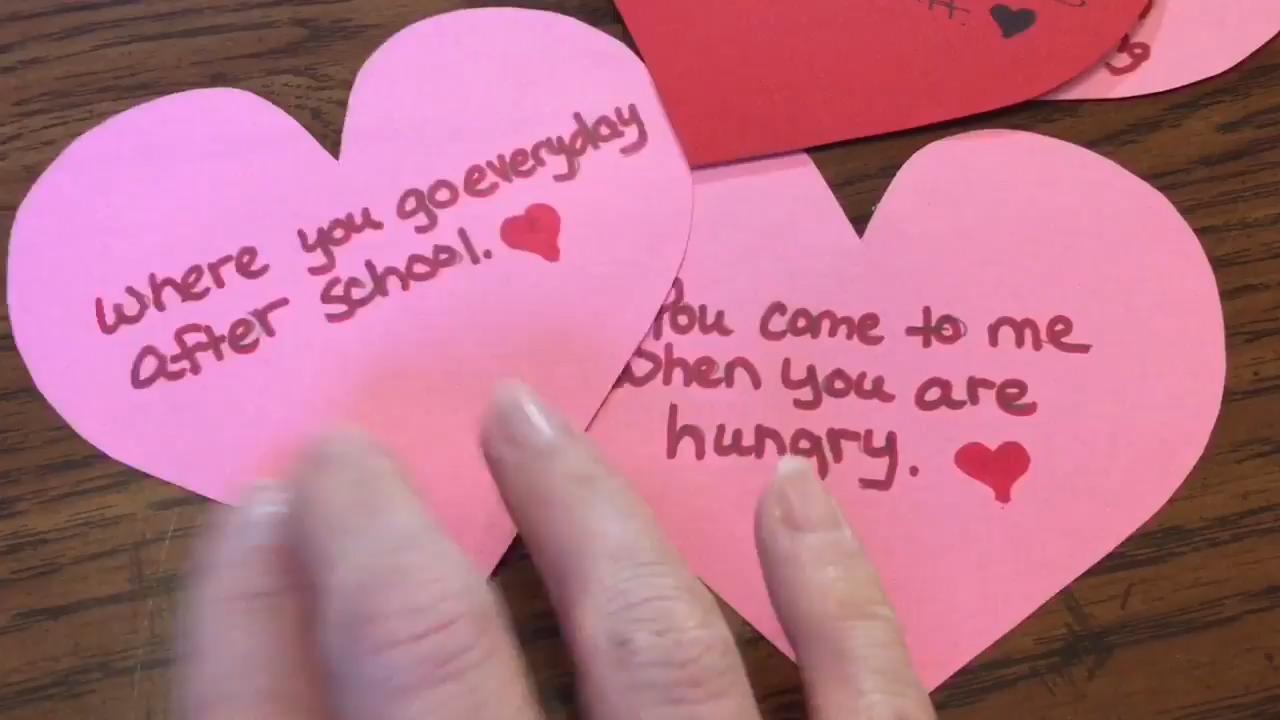 where you go everyday
after school.
You come to me
when you are
hungry.